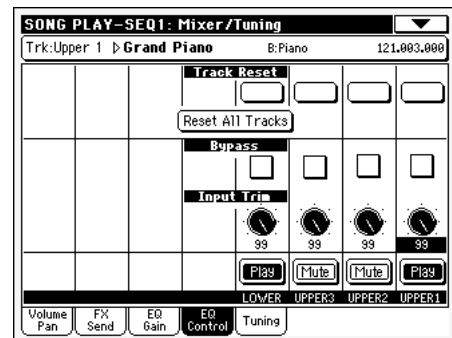 SONG PLAY-SEQ1: Mixer/Tuning
Trk:Upper 1 ▷Grand Piano B:Piano 121.003.000
Track Reset
Reset All Tracks
Bypass
Input Trim
99 99 99 99
Play Mute Mute Play
LOWER UPPER3 UPPER2 UPPER1
Volume Pan FX Send EQ Gain EQ Control Tuning